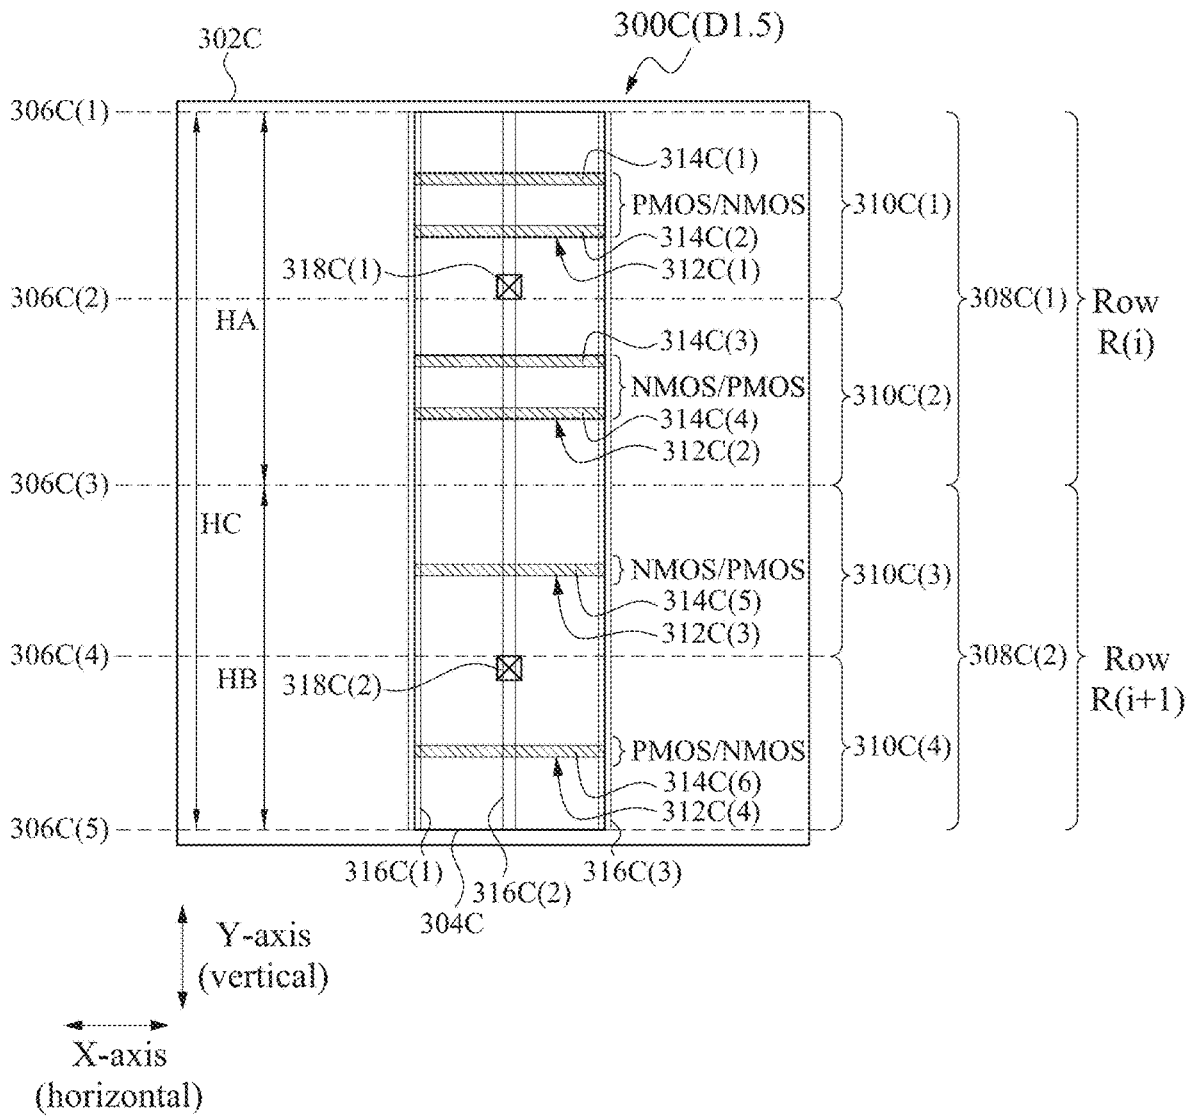 300C(D1.5)
302C
306C(1)
314C(1)
PMOS/NMOS
310C(1)
314C(2)
312C(1)
318C(1)
306C(2)
HA
308C(1)
Row
R(i)
314C(3)
NMOS/PMOS
310C(2)
314C(4)
312C(2)
306C(3)
HC
NMOS/PMOS
310C(3)
314C(5)
312C(3)
306C(4)
HB
318C(2)
308C(2)
Row
R(i+1)
PMOS/NMOS
310C(4)
314C(6)
312C(4)
306C(5)
316C(1)
316C(2)
316C(3)
304C
Y-axis
(vertical)
X-axis
(horizontal)